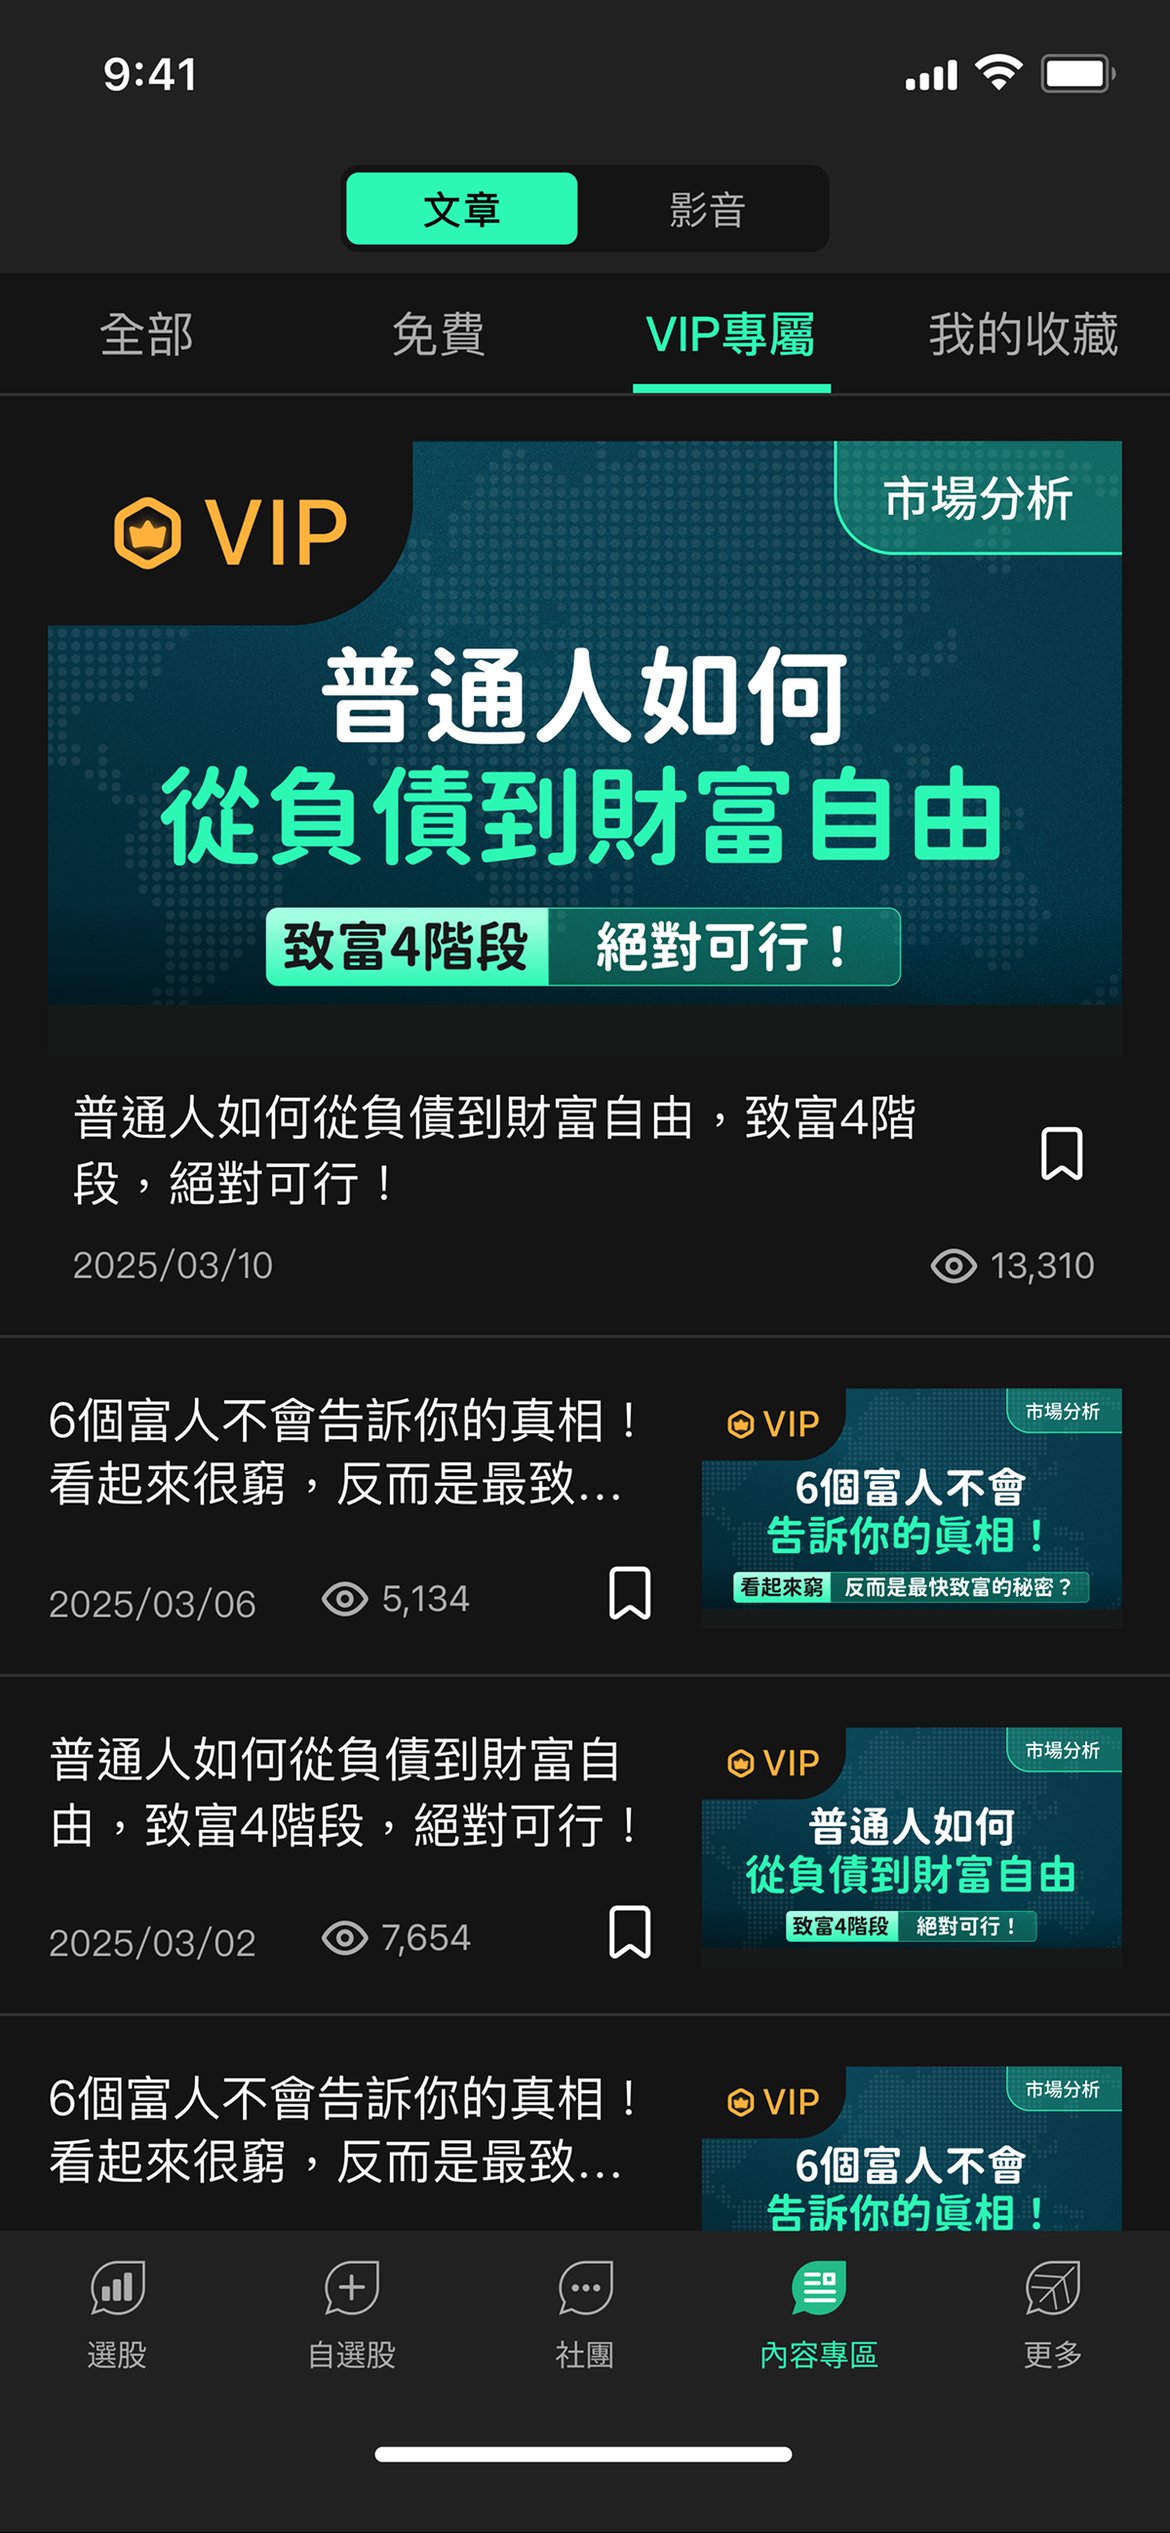 9:41
文章
影音
全部
免費
VIP專屬
我的收藏
VIP
市場分析
普通人如何
從負債到財富自由
致富4階段
絕對可行！
普通人如何從負債到財富自由，致富4階
段，絕對可行！
2025/03/10
13,310
6個富人不會告訴你的真相！
看起來很窮，反而是最致...
2025/03/06
5,134
VIP
市場分析
6個富人不會
告訴你的真相！
看起來窮
反而是最快致富的秘密？
普通人如何從負債到財富自
由，致富4階段，絕對可行！
2025/03/02
7,654
VIP
市場分析
普通人如何
從負債到財富自由
致富4階段
絕對可行！
6個富人不會告訴你的真相！
看起來很窮，反而是最致...
VIP
市場分析
6個富人不會
告訴你的真相！
選股
自選股
社團
內容專區
更多